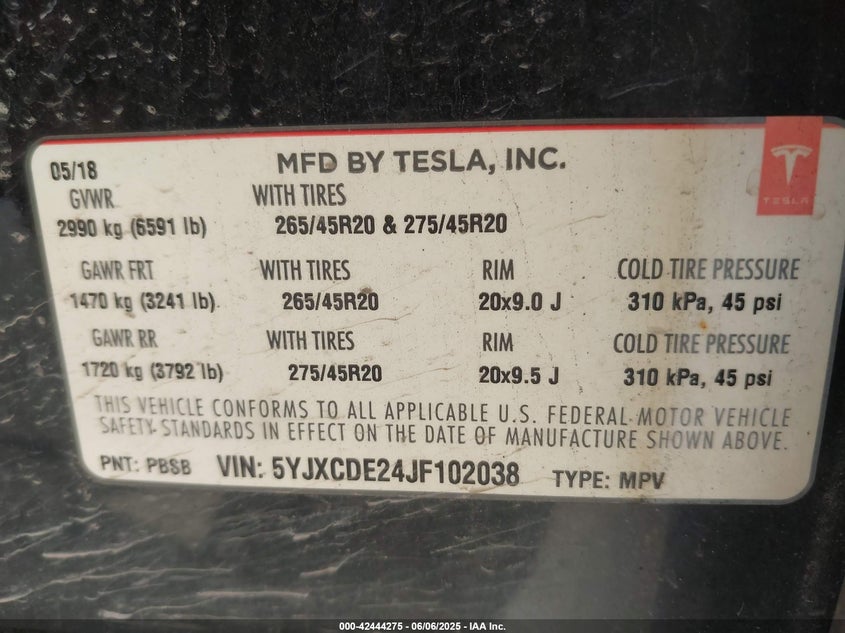 05/18 MFD BY TESLA, INC.
TESLA
GVWR WITH TIRES
2990 kg (6591 lb) 265/45R20 & 275/45R20
GAWR FRT WITH TIRES RIM COLD TIRE PRESSURE
1470 kg (3241 lb) 265/45R20 20x9.0 J 310 kPa, 45 psi
GAWR RR WITH TIRES RIM COLD TIRE PRESSURE
1720 kg (3792 lb) 275/45R20 20x9.5 J 310 kPa, 45 psi
THIS VEHICLE CONFORMS TO ALL APPLICABLE U.S. FEDERAL MOTOR VEHICLE
SAFETY STANDARDS IN EFFECT ON THE DATE OF MANUFACTURE SHOWN ABOVE.
PNT: PBSB VIN: 5YJXCDE24JF102038 TYPE: MPV
000-42444275 - 06/06/2025 - IAA Inc.